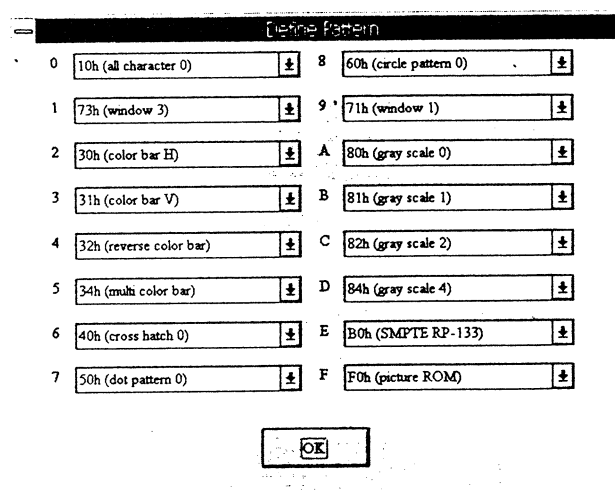 Define Pattern
0 10h (all character 0) 8 60h (circle pattern 0)
1 73h (window 3) 9 71h (window 1)
2 30h (color bar H) A 80h (gray scale 0)
3 31h (color bar V) B 81h (gray scale 1)
4 32h (reverse color bar) C 82h (gray scale 2)
5 34h (multi color bar) D 84h (gray scale 4)
6 40h (cross hatch 0) E B0h (SMPTE RP-133)
7 50h (dot pattern 0) F F0h (picture ROM)
OK